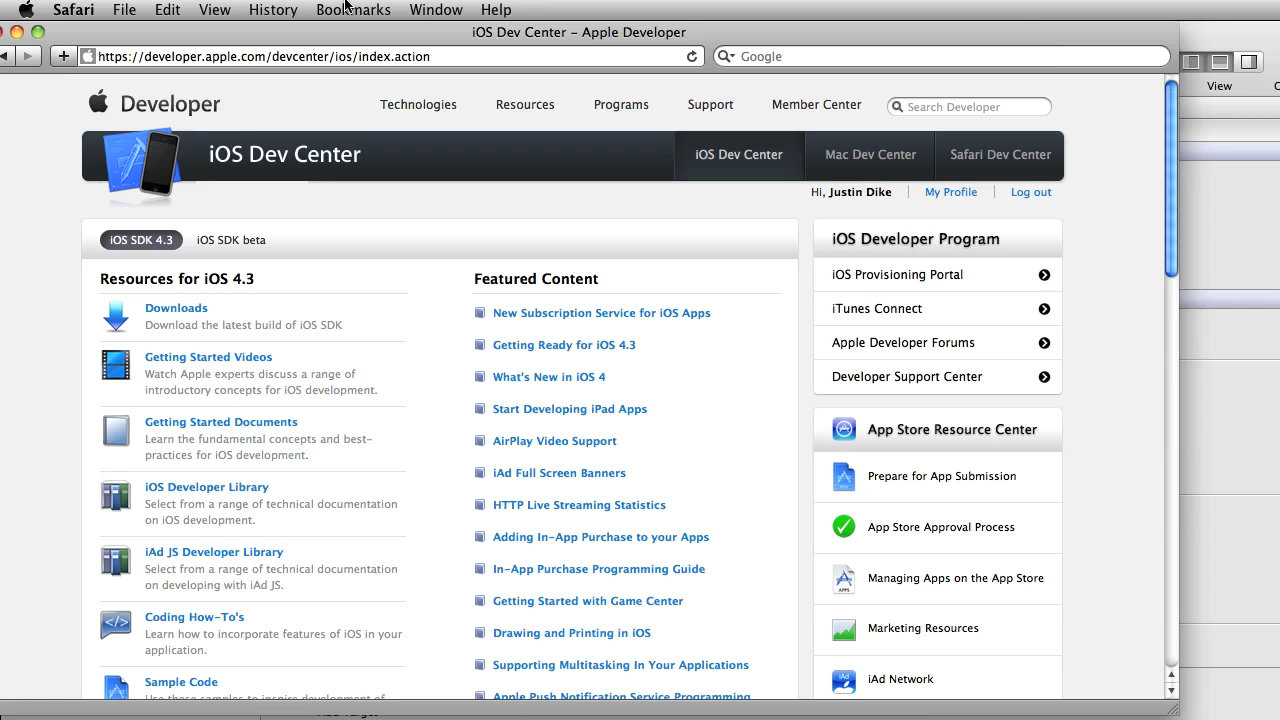 Safari File Edit View History Bookmarks Window Help
iOS Dev Center – Apple Developer
https://developer.apple.com/devcenter/ios/index.action
Google
View
Developer
Technologies Resources Programs Support Member Center
Search Developer
iOS Dev Center
iOS Dev Center Mac Dev Center Safari Dev Center
Hi, Justin Dike My Profile Log out
iOS SDK 4.3 iOS SDK beta
Resources for iOS 4.3
Downloads
Download the latest build of iOS SDK
Getting Started Videos
Watch Apple experts discuss a range of
introductory concepts for iOS development.
Getting Started Documents
Learn the fundamental concepts and best-
practices for iOS development.
iOS Developer Library
Select from a range of technical documentation
on iOS development.
iAd JS Developer Library
Select from a range of technical documentation
on developing with iAd JS.
Coding How-To's
Learn how to incorporate features of iOS in your
application.
Sample Code
Use these samples to inspire development of
Featured Content
New Subscription Service for iOS Apps
Getting Ready for iOS 4.3
What's New in iOS 4
Start Developing iPad Apps
AirPlay Video Support
iAd Full Screen Banners
HTTP Live Streaming Statistics
Adding In-App Purchase to your Apps
In-App Purchase Programming Guide
Getting Started with Game Center
Drawing and Printing in iOS
Supporting Multitasking In Your Applications
Apple Push Notification Service Programming
iOS Developer Program
iOS Provisioning Portal
iTunes Connect
Apple Developer Forums
Developer Support Center
App Store Resource Center
Prepare for App Submission
App Store Approval Process
Managing Apps on the App Store
Marketing Resources
iAd Network